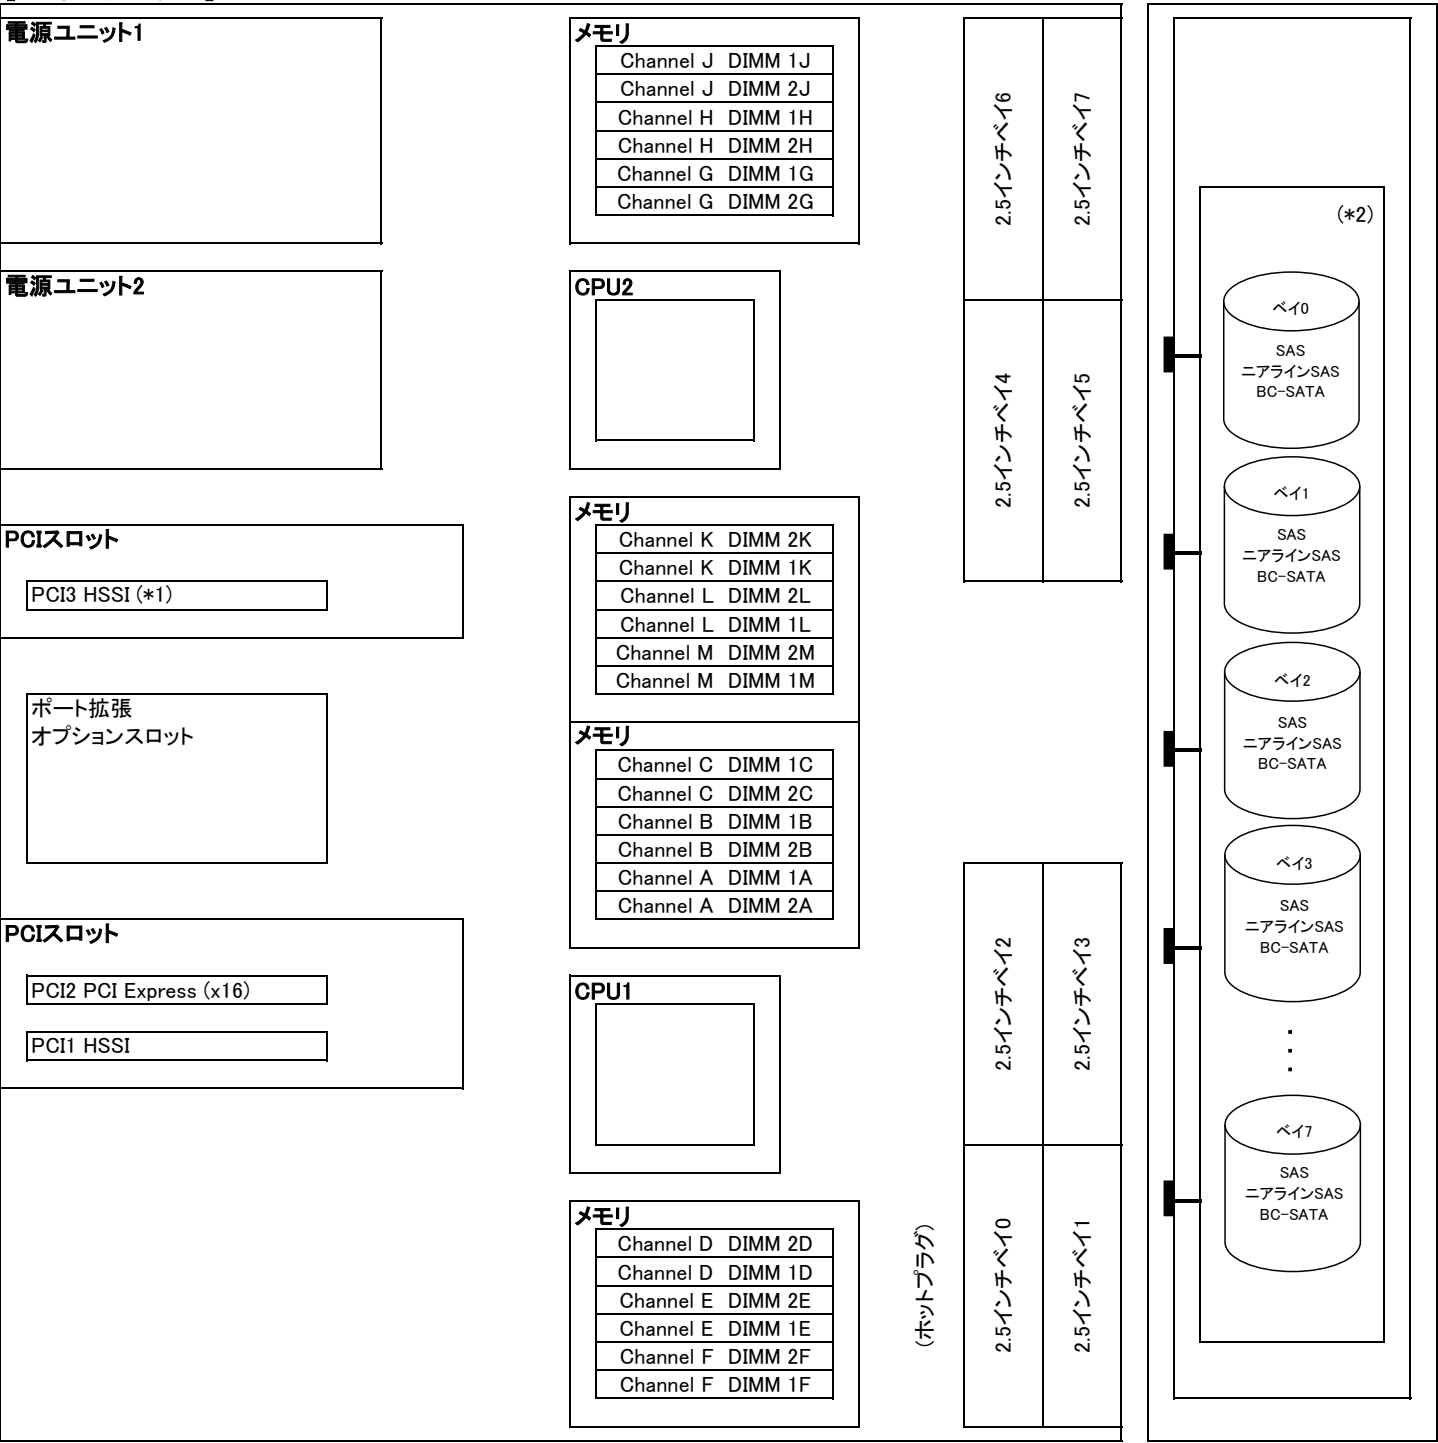 電源ユニット1
電源ユニット2
PCIスロット
PCI3 HSSI (*1)
ポート拡張
オプションスロット
PCIスロット
PCI2 PCI Express (x16)
PCI1 HSSI
メモリ
Channel J DIMM 1J
Channel J DIMM 2J
Channel H DIMM 1H
Channel H DIMM 2H
Channel G DIMM 1G
Channel G DIMM 2G
CPU2
メモリ
Channel K DIMM 2K
Channel K DIMM 1K
Channel L DIMM 2L
Channel L DIMM 1L
Channel M DIMM 2M
Channel M DIMM 1M
メモリ
Channel C DIMM 1C
Channel C DIMM 2C
Channel B DIMM 1B
Channel B DIMM 2B
Channel A DIMM 1A
Channel A DIMM 2A
CPU1
メモリ
Channel D DIMM 2D
Channel D DIMM 1D
Channel E DIMM 2E
Channel E DIMM 1E
Channel F DIMM 2F
Channel F DIMM 1F
(ホットプラグ)
2.5インチベイ6
2.5インチベイ7
2.5インチベイ4
2.5インチベイ5
2.5インチベイ2
2.5インチベイ3
2.5インチベイ0
2.5インチベイ1
(*2)
ベイ0
SAS
ニアラインSAS
BC-SATA
ベイ1
SAS
ニアラインSAS
BC-SATA
ベイ2
SAS
ニアラインSAS
BC-SATA
ベイ3
SAS
ニアラインSAS
BC-SATA
・・・
ベイ7
SAS
ニアラインSAS
BC-SATA